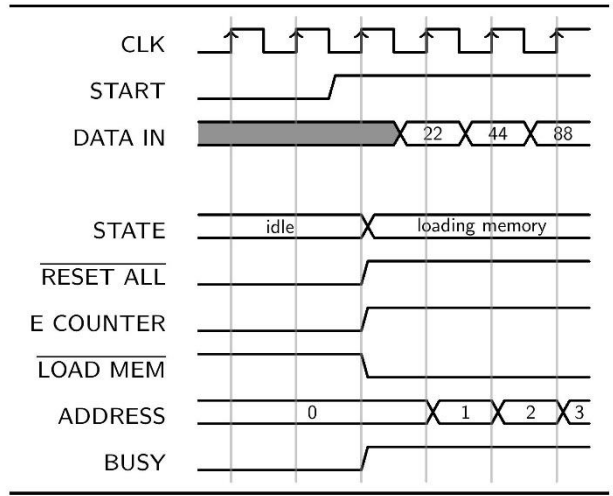 CLK
START
DATA IN 22 44 88
STATE idle loading memory
RESET ALL
E COUNTER
LOAD MEM
ADDRESS 0 1 2 3
BUSY